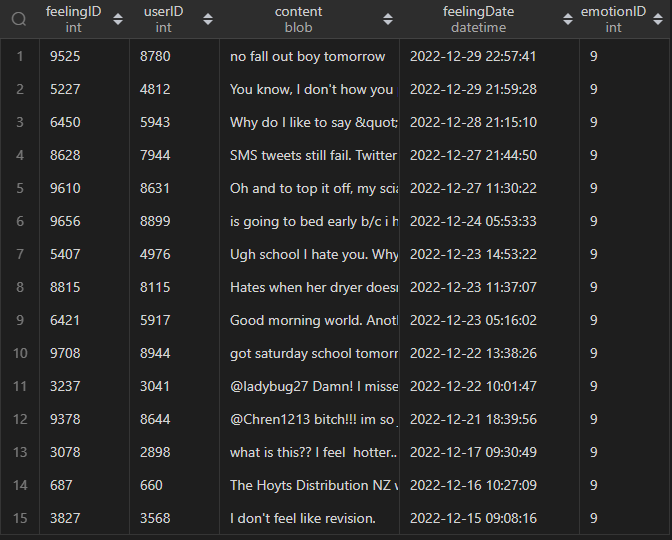 feelingID userID content feelingDate emotionID
int int blob datetime int
1 9525 8780 no fall out boy tomorrow 2022-12-29 22:57:41 9
2 5227 4812 You know, I don't how you 2022-12-29 21:59:28 9
3 6450 5943 Why do I like to say &quot; 2022-12-28 21:15:10 9
4 8628 7944 SMS tweets still fail. Twitter 2022-12-27 21:44:50 9
5 9610 8631 Oh and to top it off, my scia 2022-12-27 11:30:22 9
6 9656 8899 is going to bed early b/c i h 2022-12-24 05:53:33 9
7 5407 4976 Ugh school I hate you. Why 2022-12-23 14:53:22 9
8 8815 8115 Hates when her dryer doesn 2022-12-23 11:37:07 9
9 6421 5917 Good morning world. Anoth 2022-12-23 05:16:02 9
10 9708 8944 got saturday school tomorr 2022-12-22 13:38:26 9
11 3237 3041 @ladybug27 Damn! I misse 2022-12-22 10:01:47 9
12 9378 8644 @Chren1213 bitch!!! im so j 2022-12-21 18:39:56 9
13 3078 2898 what is this?? I feel  hotter.. 2022-12-17 09:30:49 9
14 687 660 The Hoyts Distribution NZ w 2022-12-16 10:27:09 9
15 3827 3568 I don't feel like revision. 2022-12-15 09:08:16 9